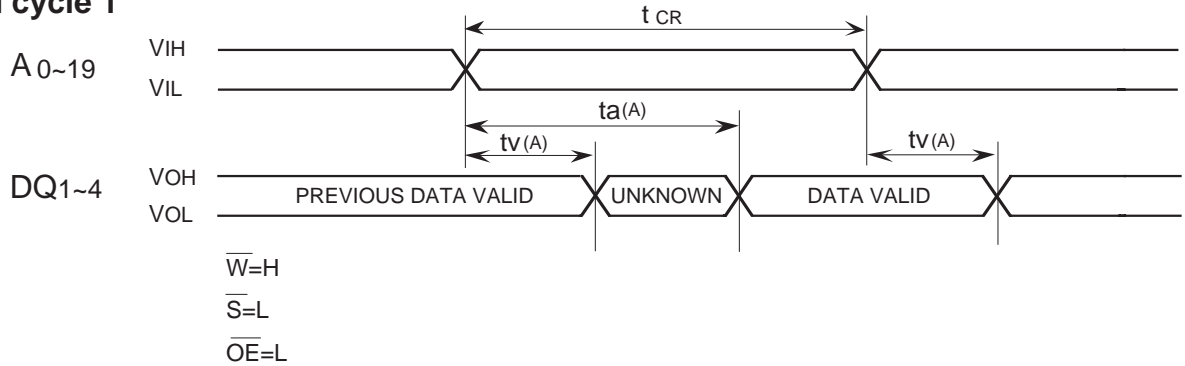 cycle 1
t CR
A 0~19
VIH
VIL
ta(A)
tv(A)
tv(A)
DQ1~4
VOH
VOL
PREVIOUS DATA VALID
UNKNOWN
DATA VALID
W=H
S=L
OE=L